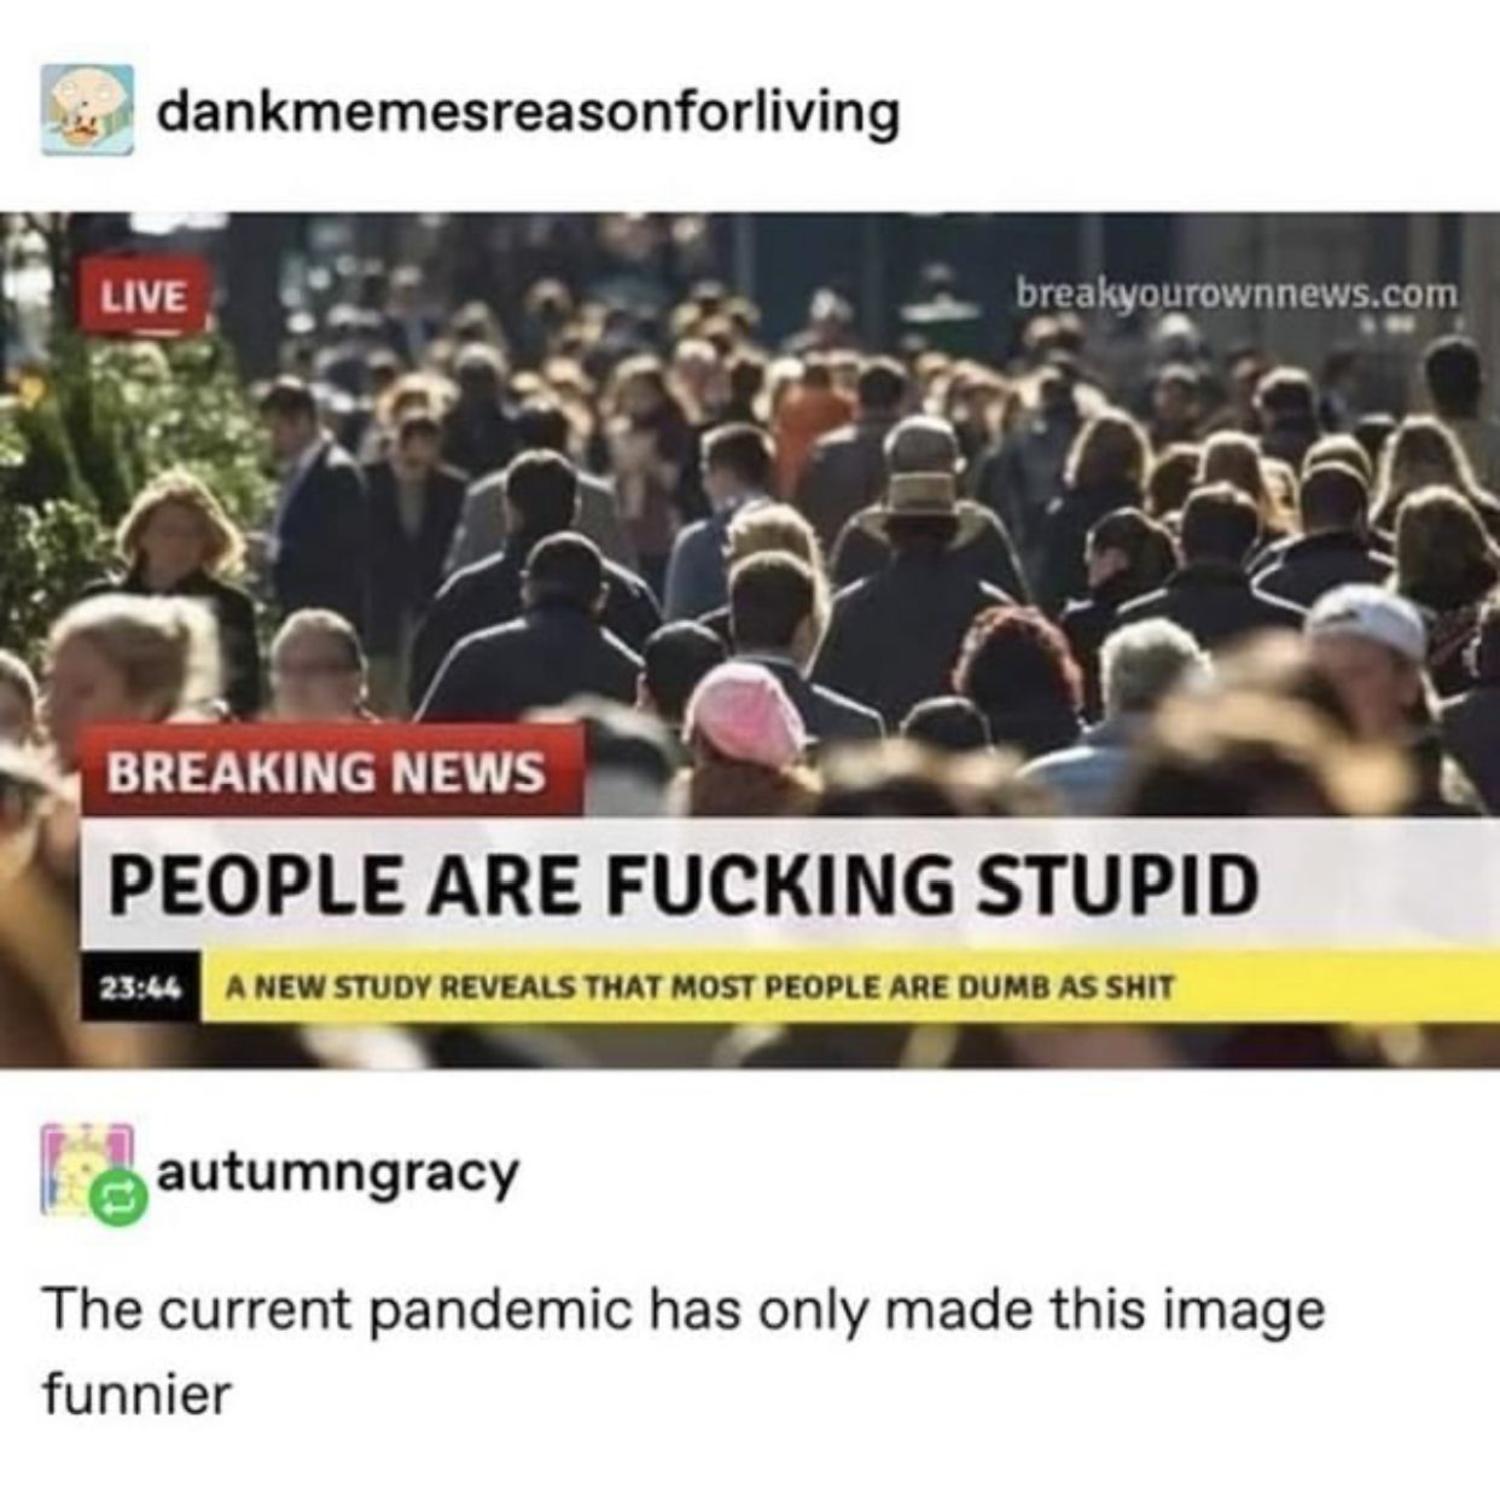 dankmemesreasonforliving
LIVE
breakyourownnews.com
BREAKING NEWS
PEOPLE ARE FUCKING STUPID
23:44
A NEW STUDY REVEALS THAT MOST PEOPLE ARE DUMB AS SHIT
autumngracy
The current pandemic has only made this image
funnier